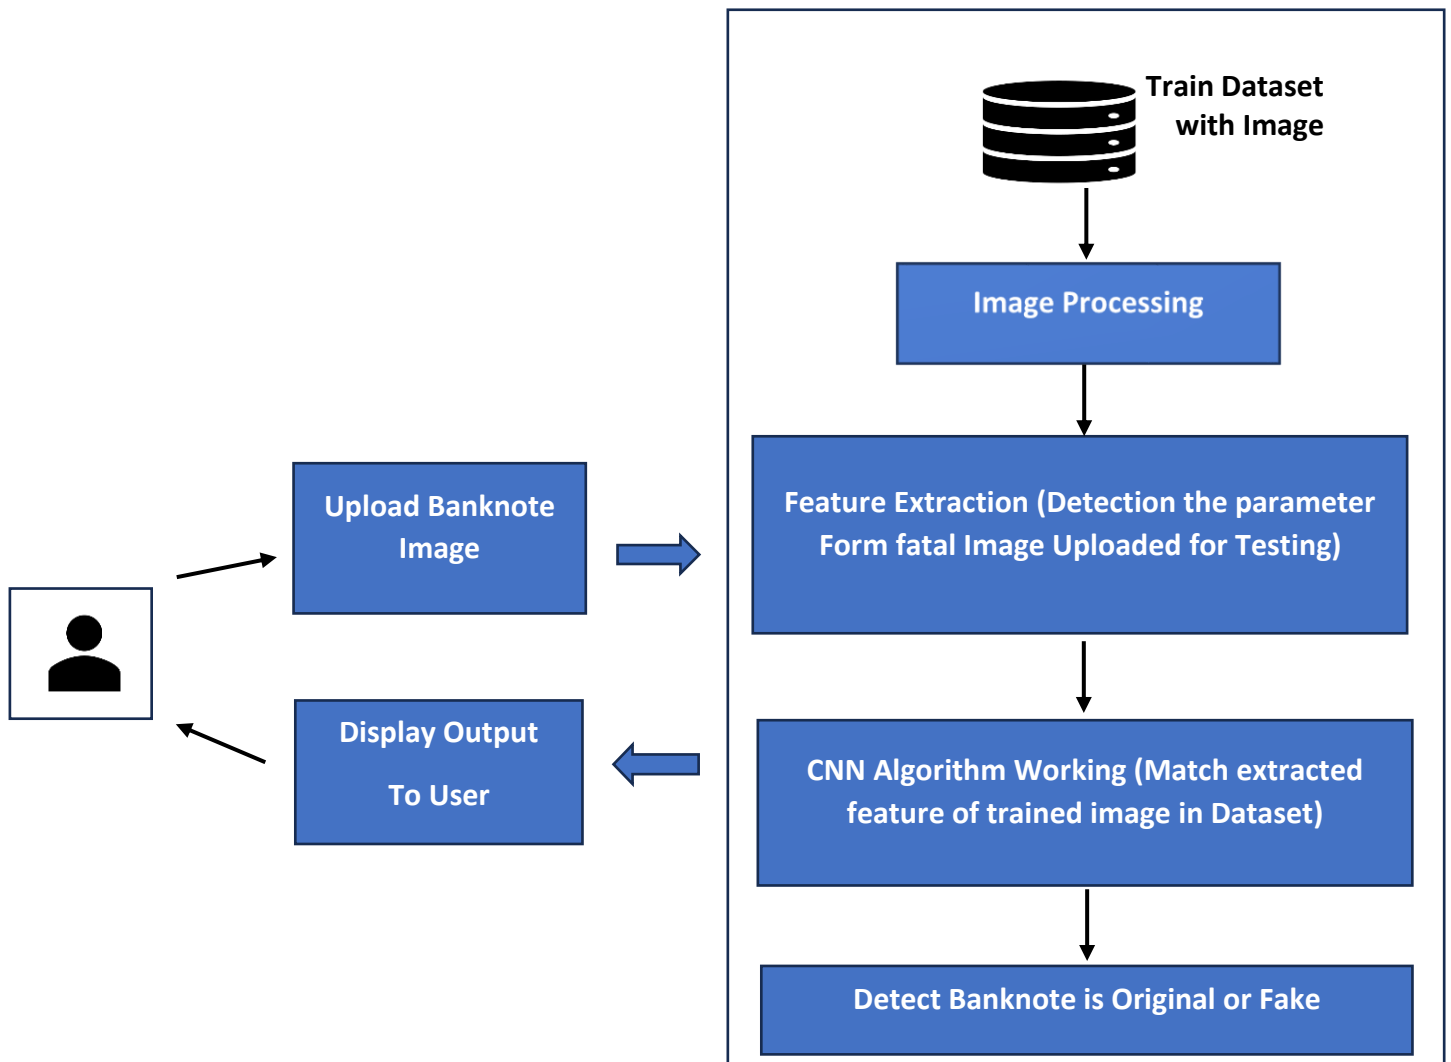 Train Dataset
with Image
Image Processing
Feature Extraction (Detection the parameter
Form fatal Image Uploaded for Testing)
Upload Banknote
Image
Display Output
To User
CNN Algorithm Working (Match extracted
feature of trained image in Dataset)
Detect Banknote is Original or Fake